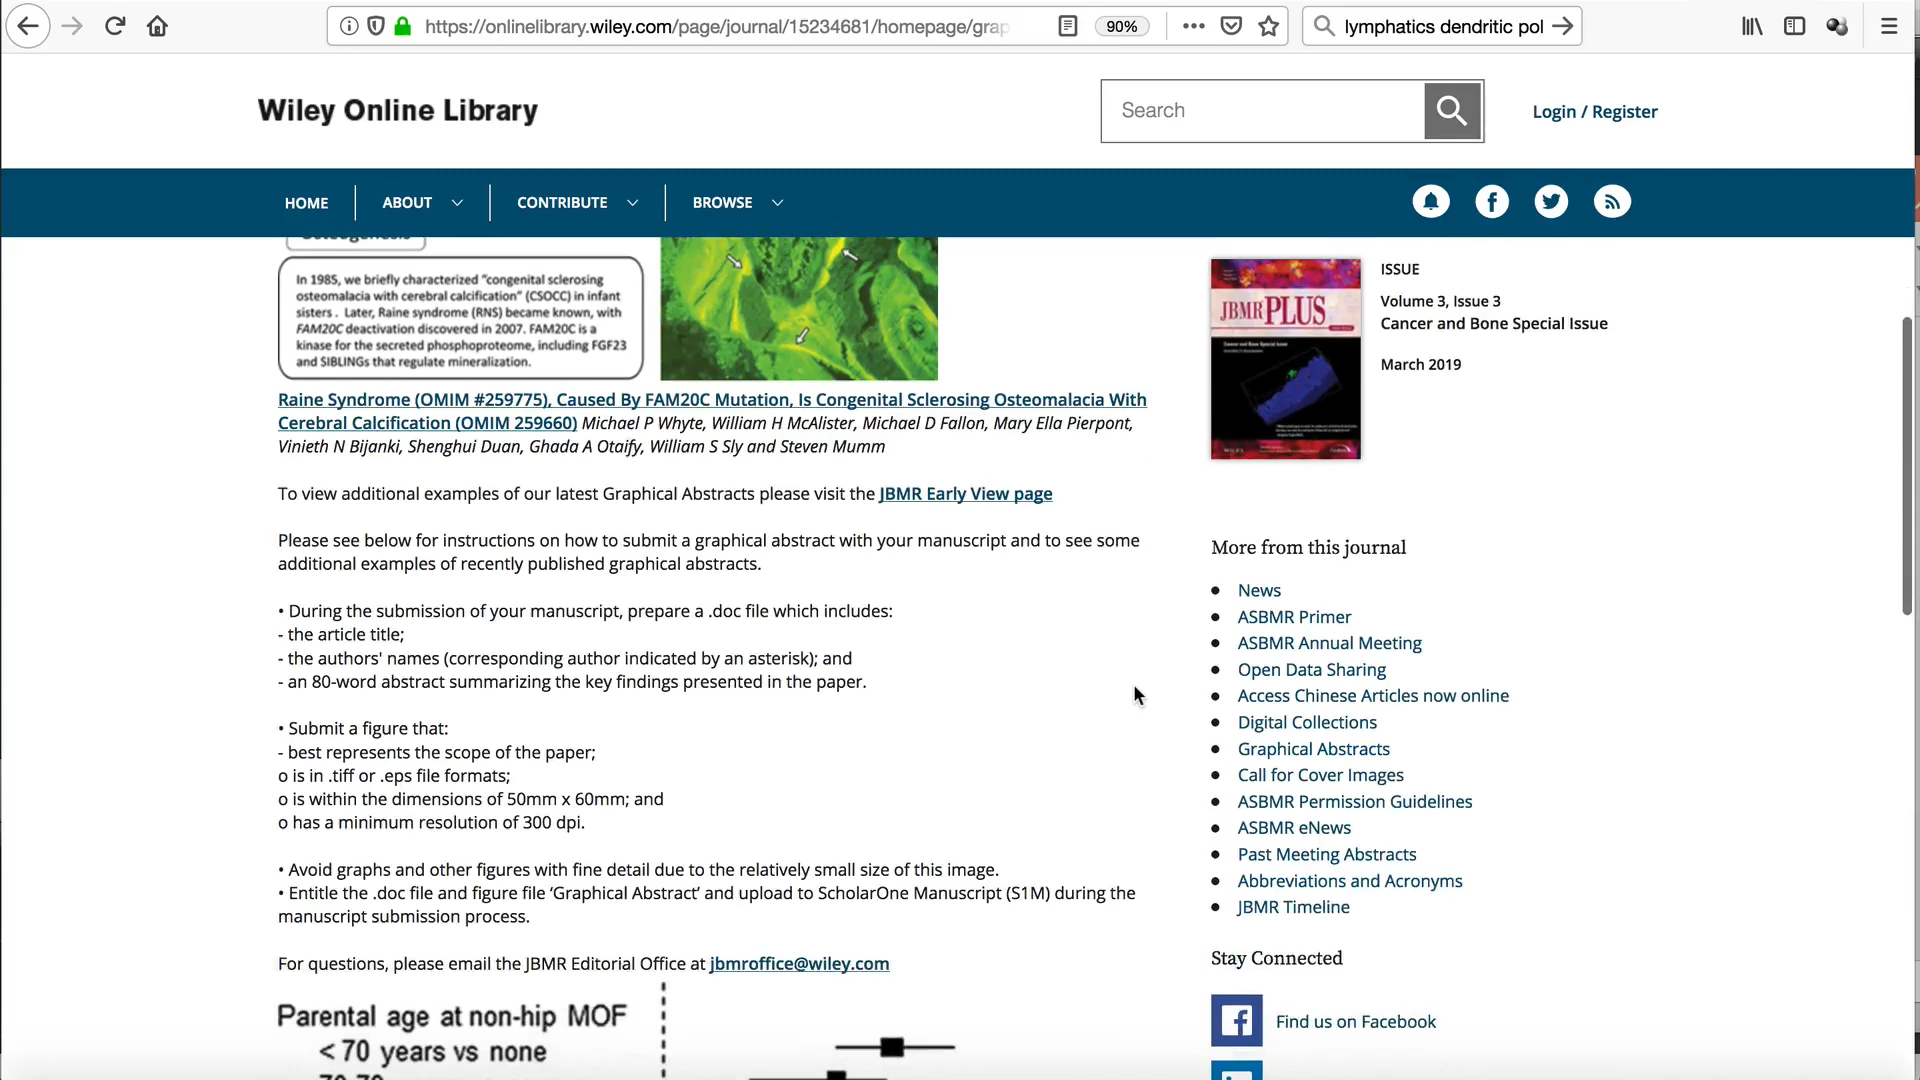 https://onlinelibrary.wiley.com/page/journal/15234681/homepage/grap
90%
lymphatics dendritic pol
Wiley Online Library
Search
Login / Register
HOME
ABOUT
CONTRIBUTE
BROWSE
Osteogenesis
In 1985, we briefly characterized "congenital sclerosing
osteomalacia with cerebral calcification" (CSOCC) in infant
sisters . Later, Raine syndrome (RNS) became known, with
FAM20C deactivation discovered in 2007. FAM20C is a
kinase for the secreted phosphoproteome, including FGF23
and SIBLINGs that regulate mineralization.
Raine Syndrome (OMIM #259775), Caused By FAM20C Mutation, Is Congenital Sclerosing Osteomalacia With
Cerebral Calcification (OMIM 259660) Michael P Whyte, William H McAlister, Michael D Fallon, Mary Ella Pierpont,
Vinieth N Bijanki, Shenghui Duan, Ghada A Otaify, William S Sly and Steven Mumm
To view additional examples of our latest Graphical Abstracts please visit the JBMR Early View page
Please see below for instructions on how to submit a graphical abstract with your manuscript and to see some
additional examples of recently published graphical abstracts.
• During the submission of your manuscript, prepare a .doc file which includes:
- the article title;
- the authors' names (corresponding author indicated by an asterisk); and
- an 80-word abstract summarizing the key findings presented in the paper.
• Submit a figure that:
- best represents the scope of the paper;
o is in .tiff or .eps file formats;
o is within the dimensions of 50mm x 60mm; and
o has a minimum resolution of 300 dpi.
• Avoid graphs and other figures with fine detail due to the relatively small size of this image.
• Entitle the .doc file and figure file ‘Graphical Abstract’ and upload to ScholarOne Manuscript (S1M) during the
manuscript submission process.
For questions, please email the JBMR Editorial Office at jbmroffice@wiley.com
Parental age at non-hip MOF
< 70 years vs none
JBMR PLUS
Cancer and Bone Special Issue
WILEY
ISSUE
Volume 3, Issue 3
Cancer and Bone Special Issue
March 2019
More from this journal
News
ASBMR Primer
ASBMR Annual Meeting
Open Data Sharing
Access Chinese Articles now online
Digital Collections
Graphical Abstracts
Call for Cover Images
ASBMR Permission Guidelines
ASBMR eNews
Past Meeting Abstracts
Abbreviations and Acronyms
JBMR Timeline
Stay Connected
Find us on Facebook